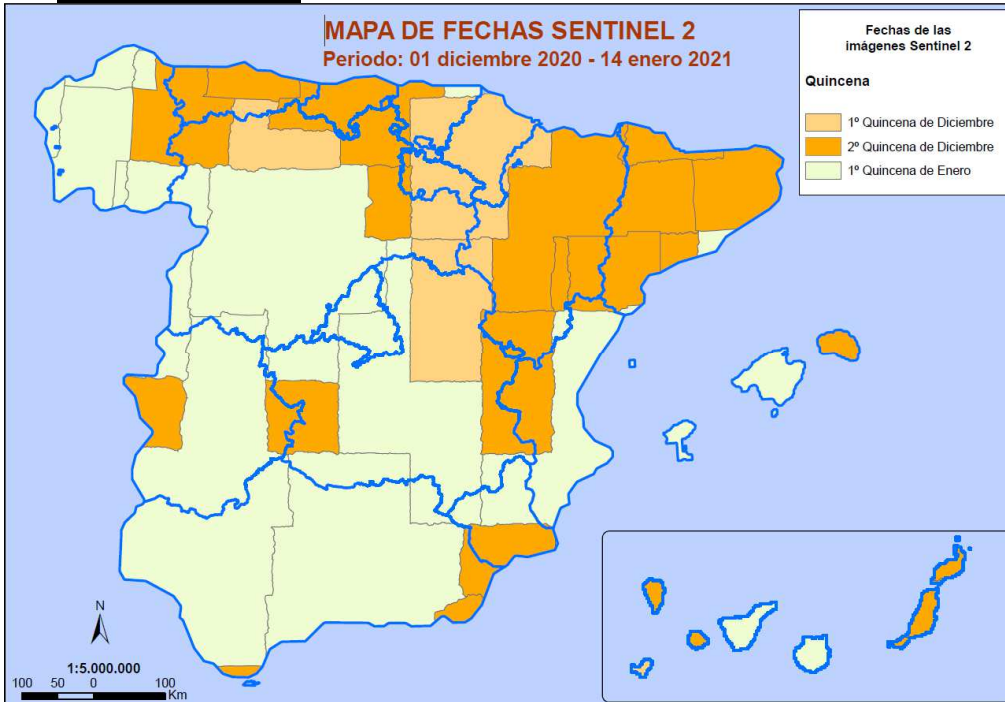 MAPA DE FECHAS SENTINEL 2
Periodo: 01 diciembre 2020 - 14 enero 2021
Fechas de las
imágenes Sentinel 2
Quincena
1º Quincena de Diciembre
2º Quincena de Diciembre
1º Quincena de Enero
N
1:5.000.000
100 50 0 100
Km